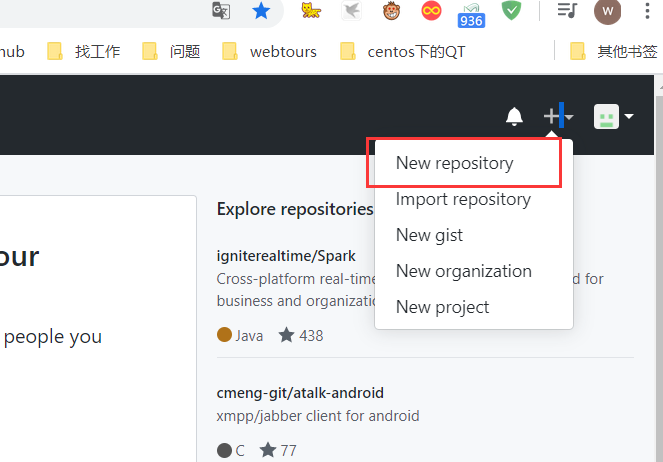 936
W
hub
找工作
问题
webtours
centos下的QT
其他书签
New repository
Import repository
New gist
New organization
New project
our
people you
Explore repositories
igniterealtime/Spark
Cross-platform real-time
d for
business and organizatio
Java
438
cmeng-git/atalk-android
xmpp/jabber client for android
C
77